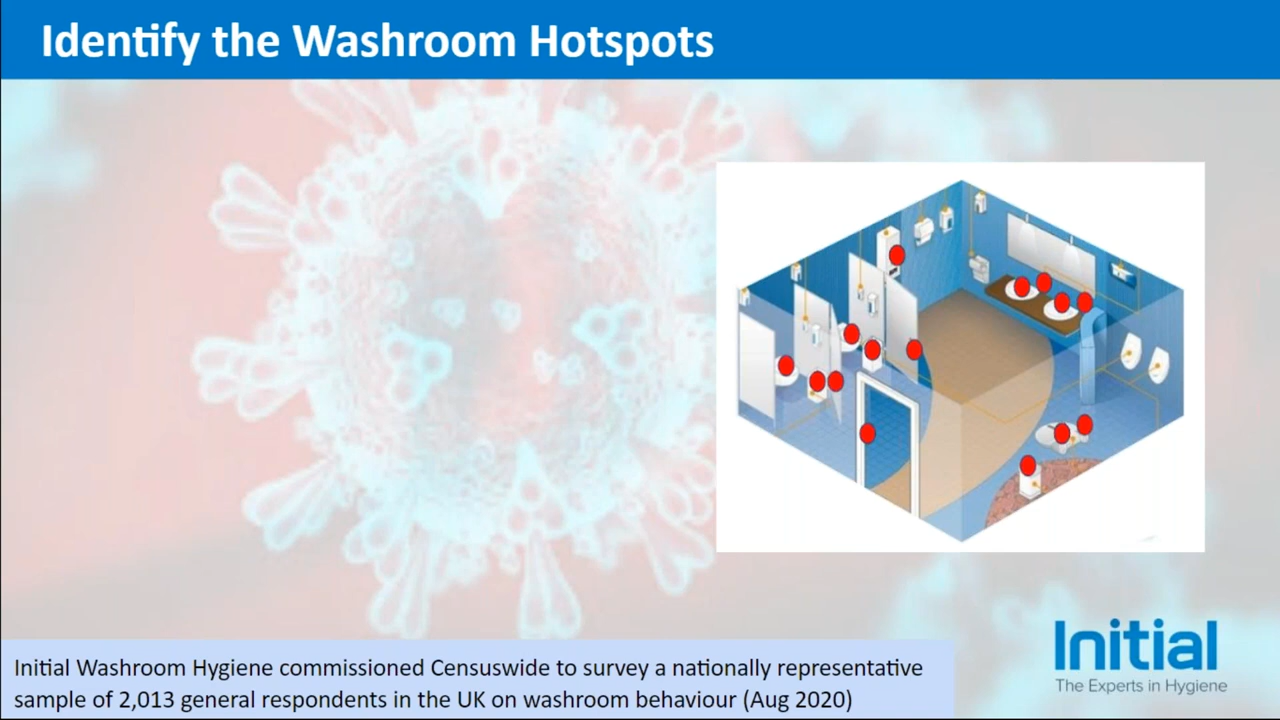 Identify the Washroom Hotspots
Initial Washroom Hygiene commissioned Censuswide to survey a nationally representative
sample of 2,013 general respondents in the UK on washroom behaviour (Aug 2020)
Initial
The Experts in Hygiene